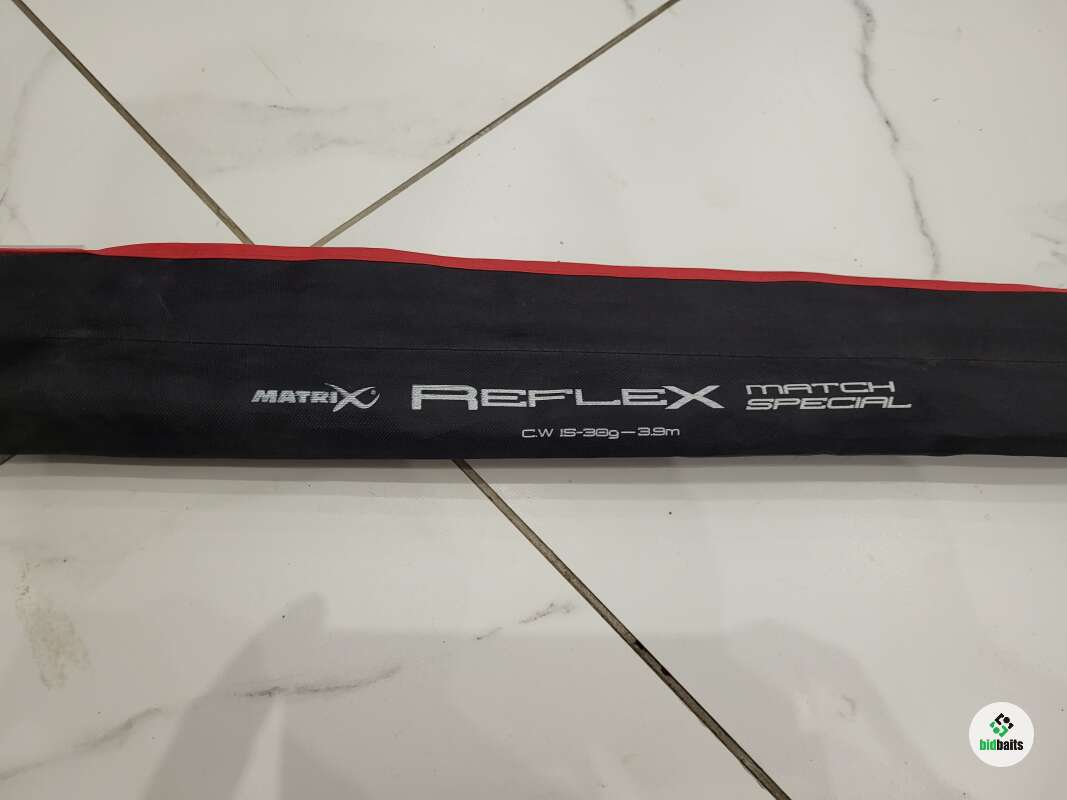 MATRIX REFLEX MATCH SPECIAL
C.W 15-30g—3.9m
bidbaits